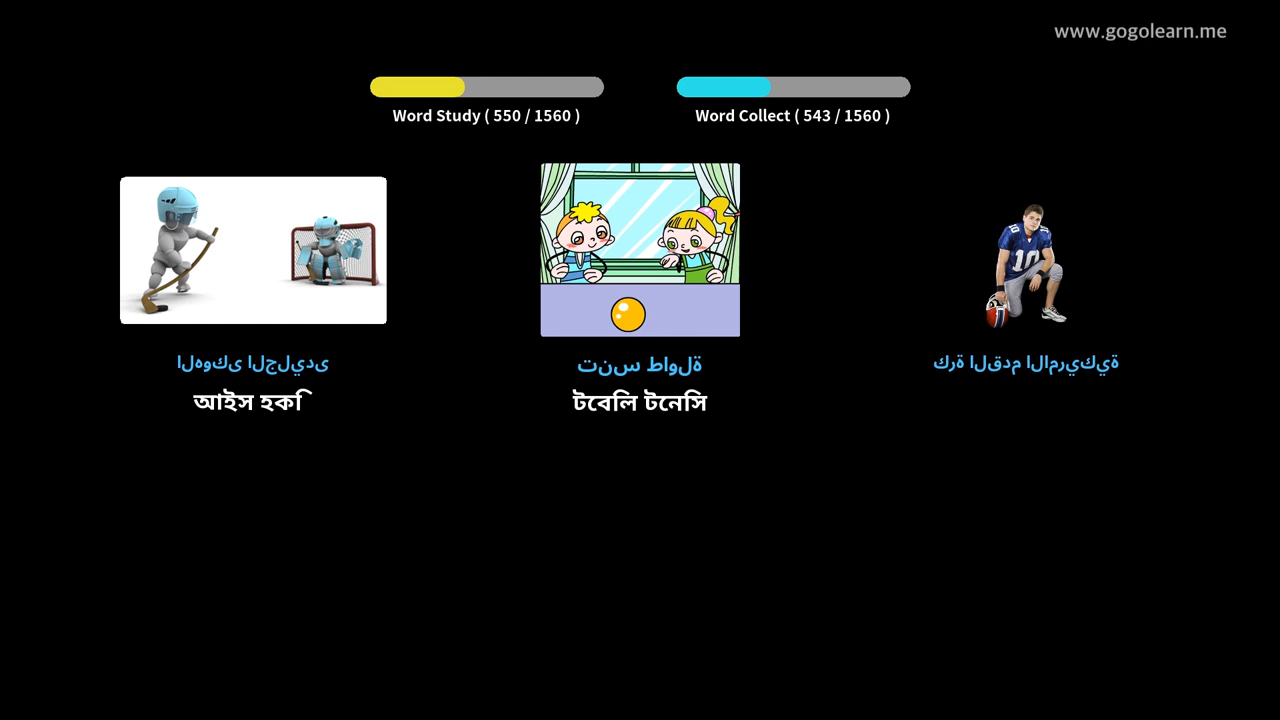 www.gogolearn.me
Word Study ( 550 / 1560 )
Word Collect ( 543 / 1560 )
الهوكى الجليدى
আইস হকি
تنس طاولة
টেবিল টেনিস
كرة القدم الامريكية